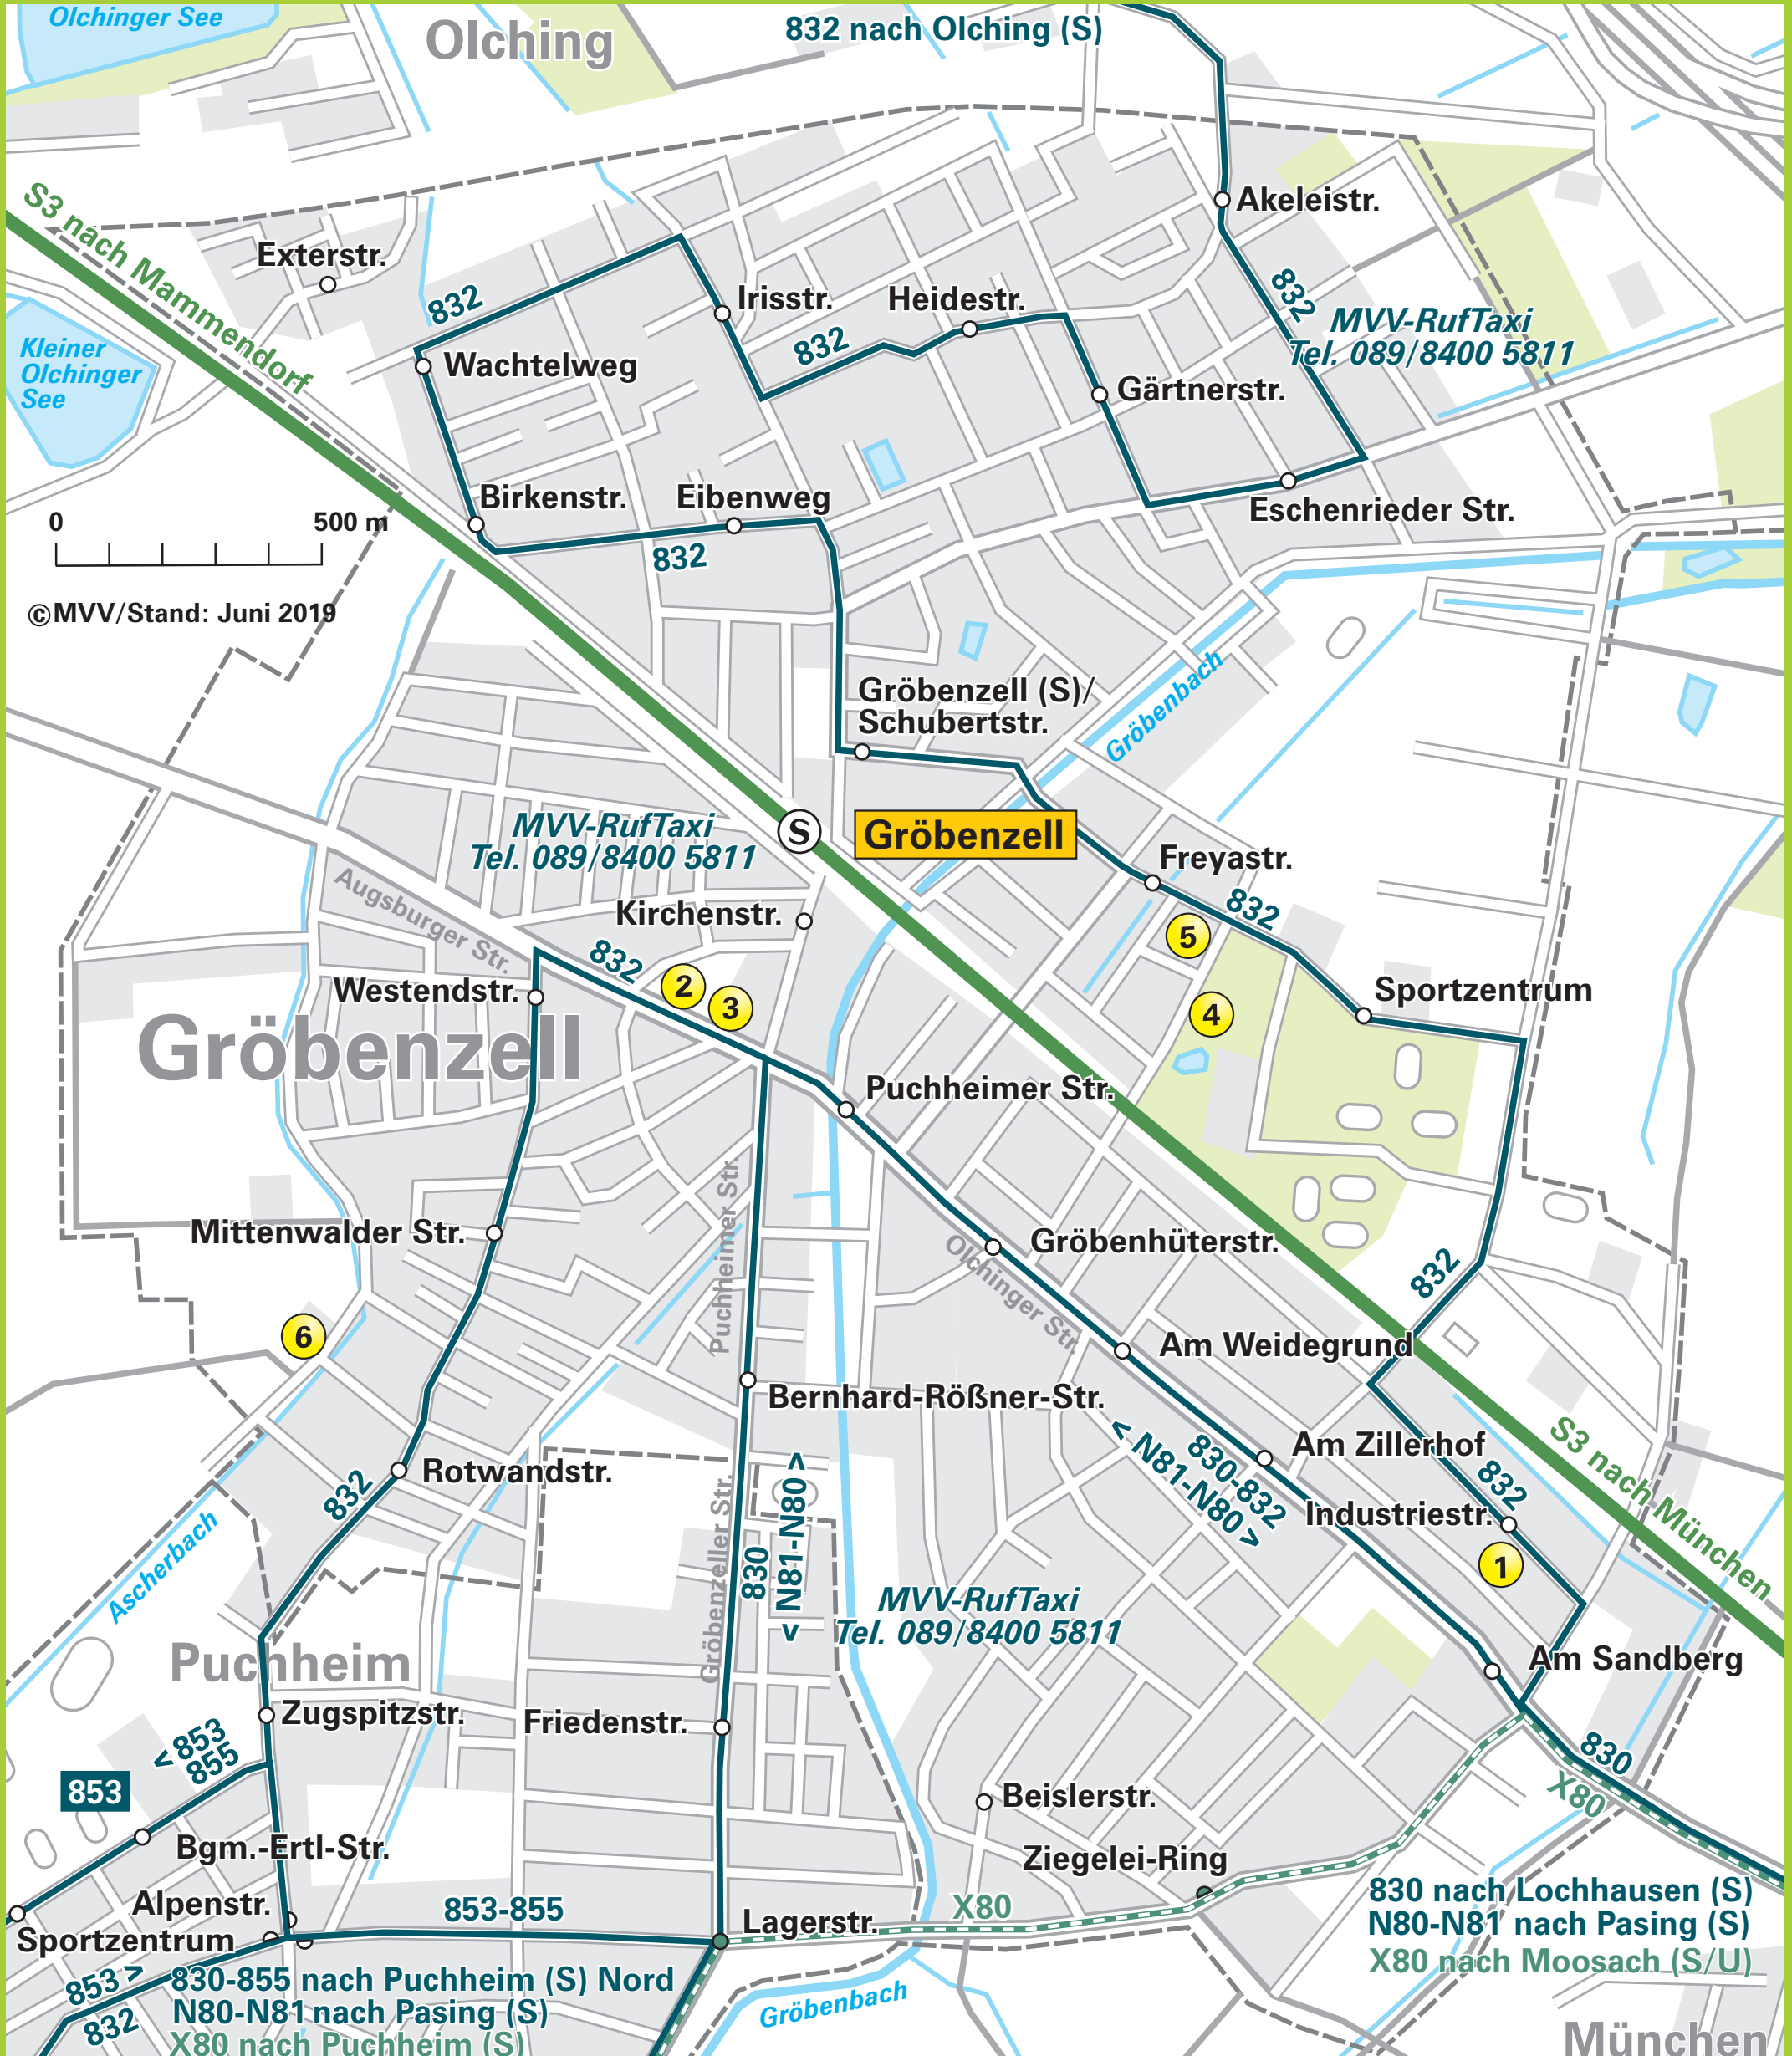 Olchinger See
Olching
832 nach Olching (S)
S3 nach Mammendorf
Exterstr.
Akeleistr.
832
Irisstr.
Heidestr.
832
MVV-RufTaxi
Tel. 089/8400 5811
Kleiner
Olchinger
See
832
Wachtelweg
Gärtnerstr.
0
500 m
Birkenstr.
Eibenweg
Eschenrieder Str.
832
©MVV/Stand: Juni 2019
Gröbenbach
Gröbenzell (S)/
Schubertstr.
MVV-RufTaxi
Tel. 089/8400 5811
S
Gröbenzell
Freyastr.
Augsburger Str.
Kirchenstr.
832
5
832
2
3
Westendstr.
Sportzentrum
4
Gröbenzell
Puchheimer Str.
Puchheimer Str.
Mittenwalder Str.
Gröbenhüterstr.
Olchinger Str.
832
6
Am Weidegrund
Bernhard-Rößner-Str.
Am Zillerhof
< N81-N80 >
830-832
S3 nach München
Rotwandstr.
832
832
Industriestr.
Gröbenzeller Str.
830
< N81-N80 >
1
Ascherbach
MVV-RufTaxi
Tel. 089/8400 5811
Puchheim
Am Sandberg
Zugspitzstr.
Friedenstr.
< 853
855
830
X80
853
Beislerstr.
Bgm.-Ertl-Str.
Ziegelei-Ring
Alpenstr.
853-855
X80
Lagerstr.
830 nach Lochhausen (S)
N80-N81 nach Pasing (S)
X80 nach Moosach (S/U)
Sportzentrum
853 >
832
830-855 nach Puchheim (S) Nord
N80-N81 nach Pasing (S)
X80 nach Puchheim (S)
Gröbenbach
München